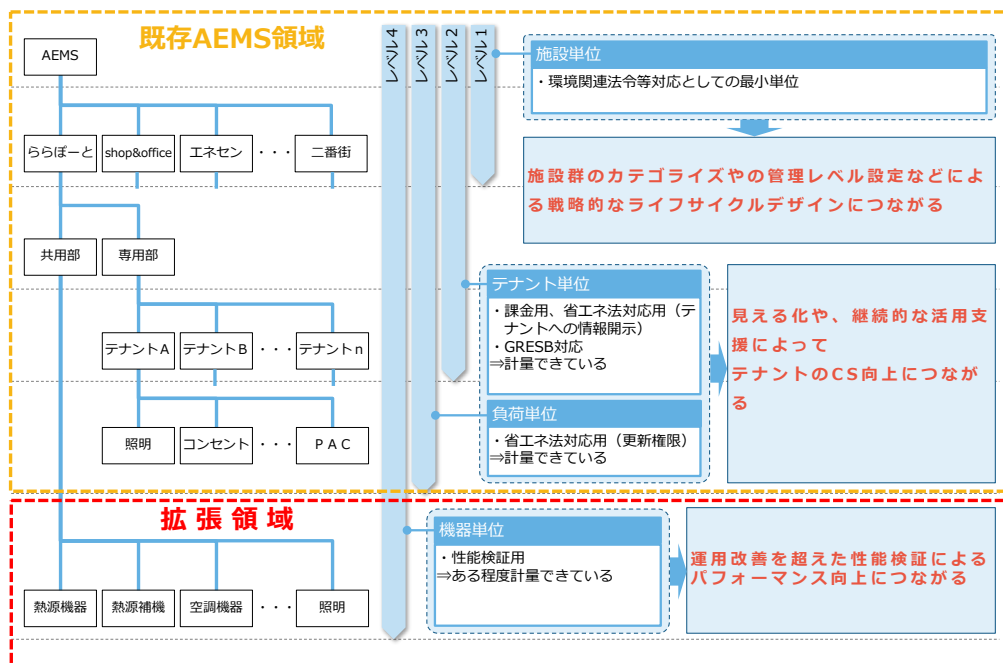 既存AEMS領域
AEMS
レベル4
レベル3
レベル2
レベル1
施設単位
・環境関連法令等対応としての最小単位
ららぽーと
shop&office
エネセン
・・・
二番街
施設群のカテゴライズやの管理レベル設定などによ
る戦略的なライフサイクルデザインにつながる
共用部
専用部
テナント単位
・課金用、省エネ法対応用（テ
ナントへの情報開示）
・GRESB対応
⇒計量できている
見える化や、継続的な活用支
援によって
テナントのCS向上につなが
る
テナントA
テナントB
・・・
テナントn
負荷単位
・省エネ法対応用（更新権限）
⇒計量できている
照明
コンセント
・・・
ＰＡＣ
拡張領域
機器単位
・性能検証用
⇒ある程度計量できている
運用改善を超えた性能検証による
パフォーマンス向上につながる
熱源機器
熱源補機
空調機器
・・・
照明